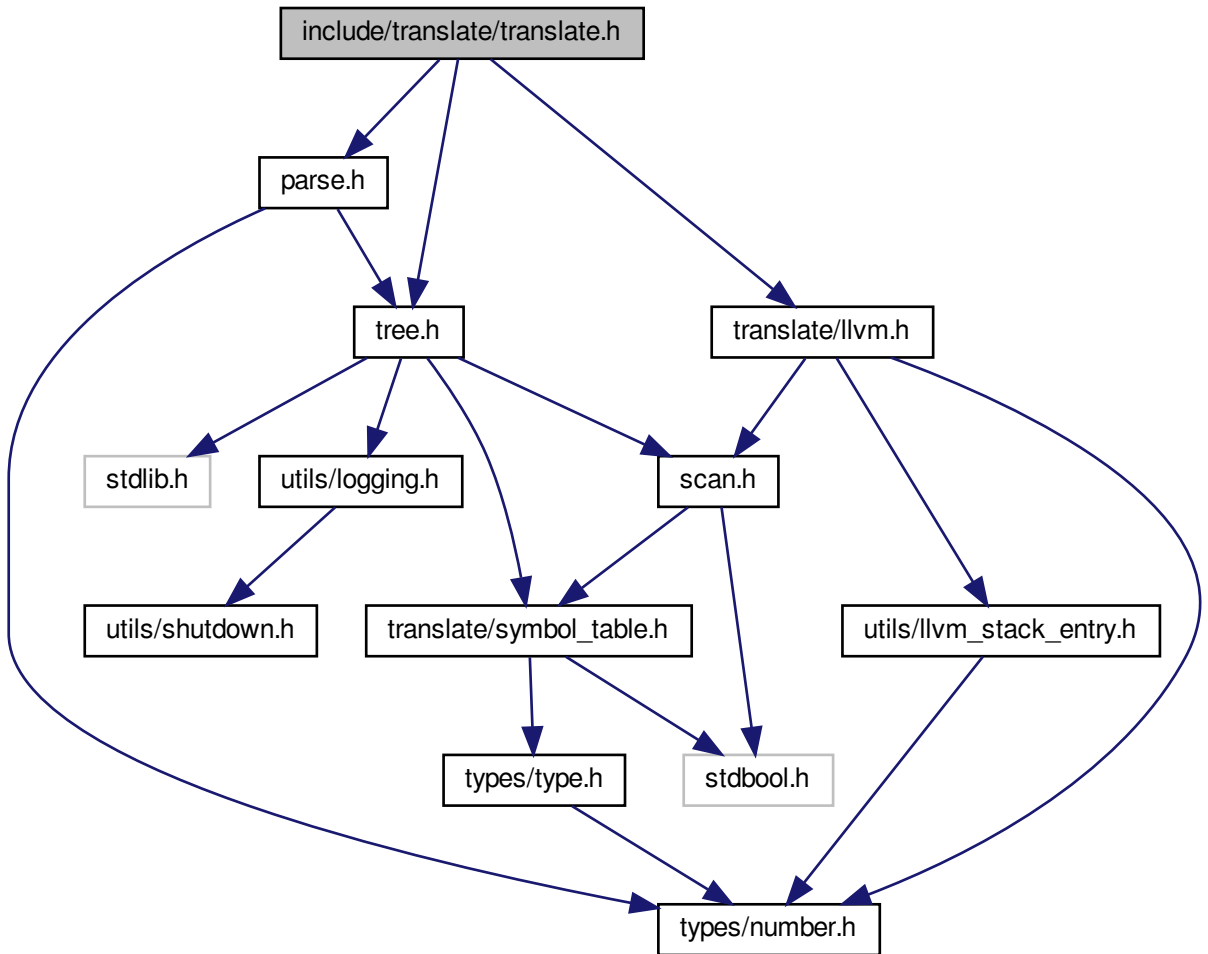 include/translate/translate.h
parse.h
tree.h
translate/llvm.h
stdlib.h
utils/logging.h
scan.h
utils/shutdown.h
translate/symbol_table.h
utils/llvm_stack_entry.h
types/type.h
stdbool.h
types/number.h